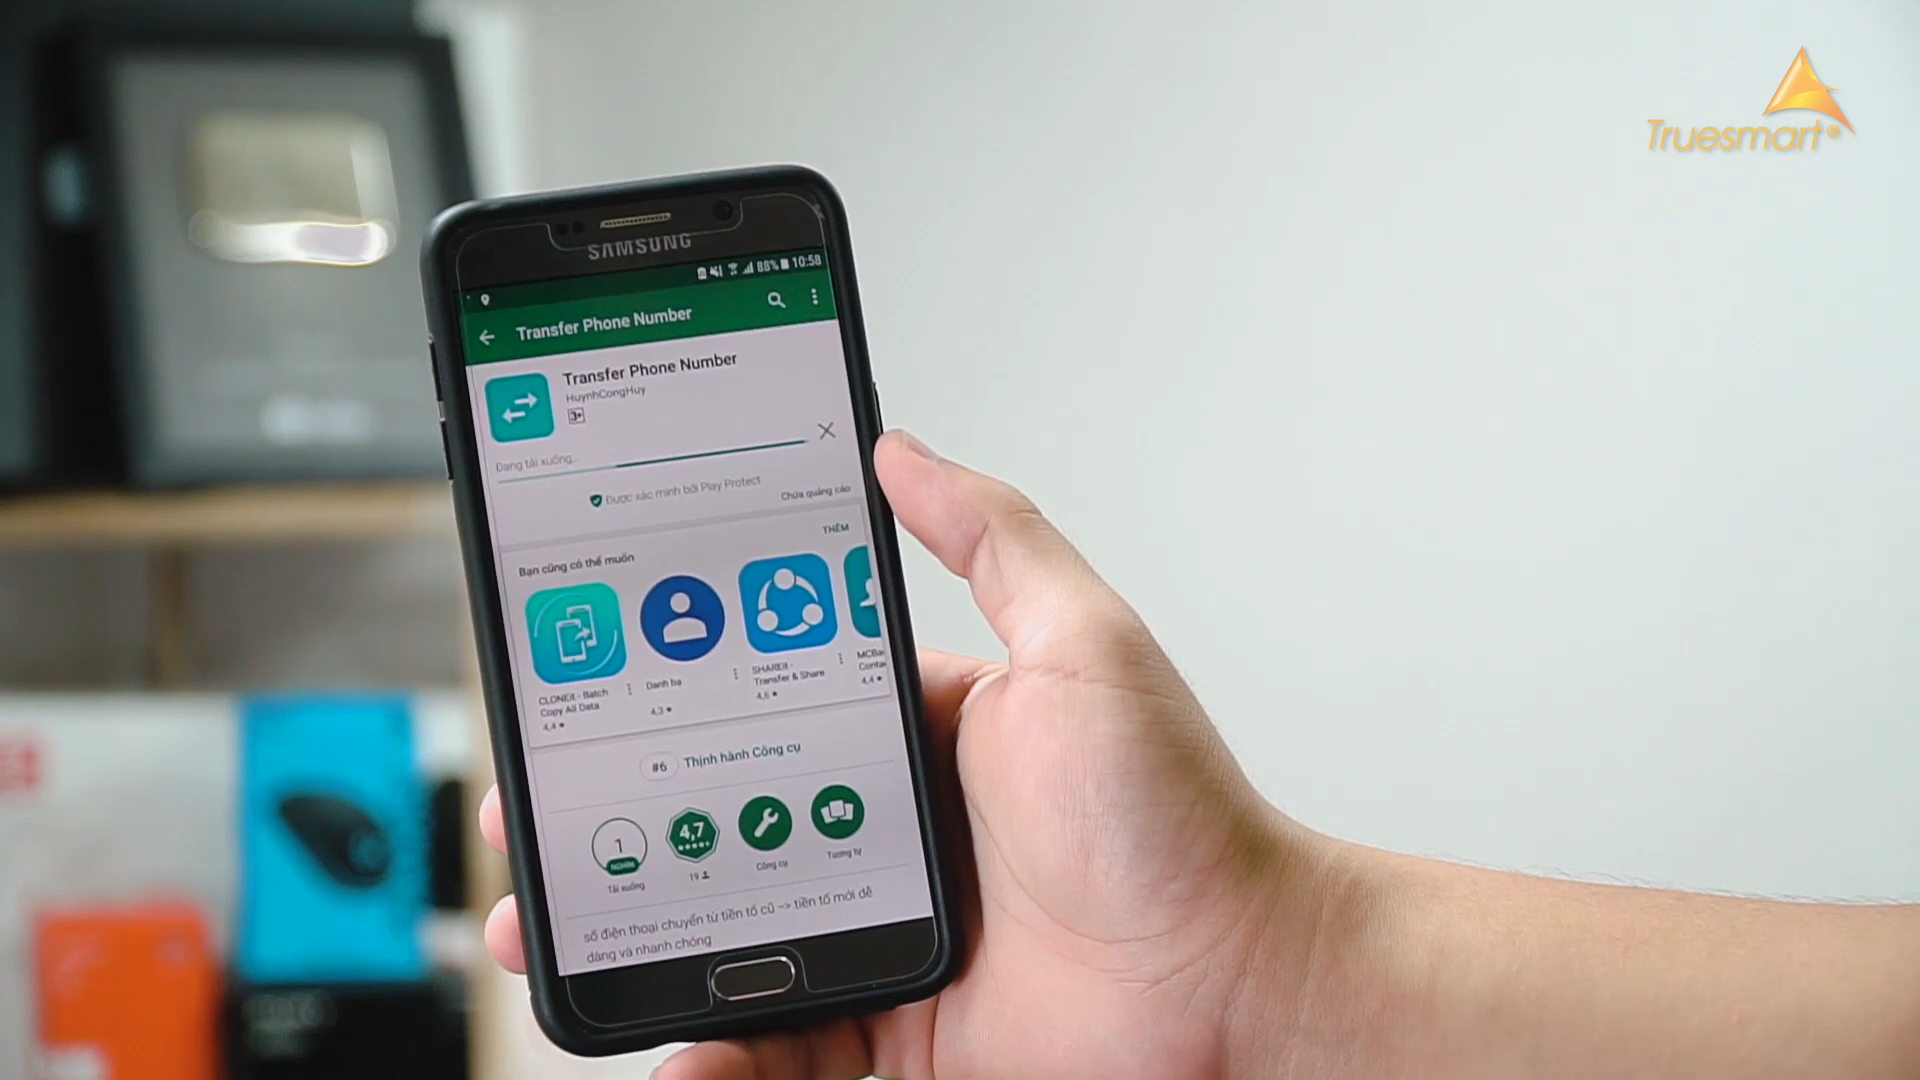 Truesmart®
SAMSUNG
88% 10:58
Transfer Phone Number
Transfer Phone Number
HuynhCongHuy
3+
Đang tải xuống...
Được xác minh bởi Play Protect
Chứa quảng cáo
THÊM
Bạn cũng có thể muốn
CLONEit - Batch
Copy All Data
4,4 ★
Danh bạ
4,3 ★
SHAREit -
Transfer & Share
4,6 ★
MCBa
Conta
4,4 ★
#6 Thịnh hành Công cụ
1
NGHÌN
Tải xuống
4,7
19
Công cụ
Tương tự
số điện thoại chuyển từ tiền tố cũ -> tiền tố mới dễ
dàng và nhanh chóng